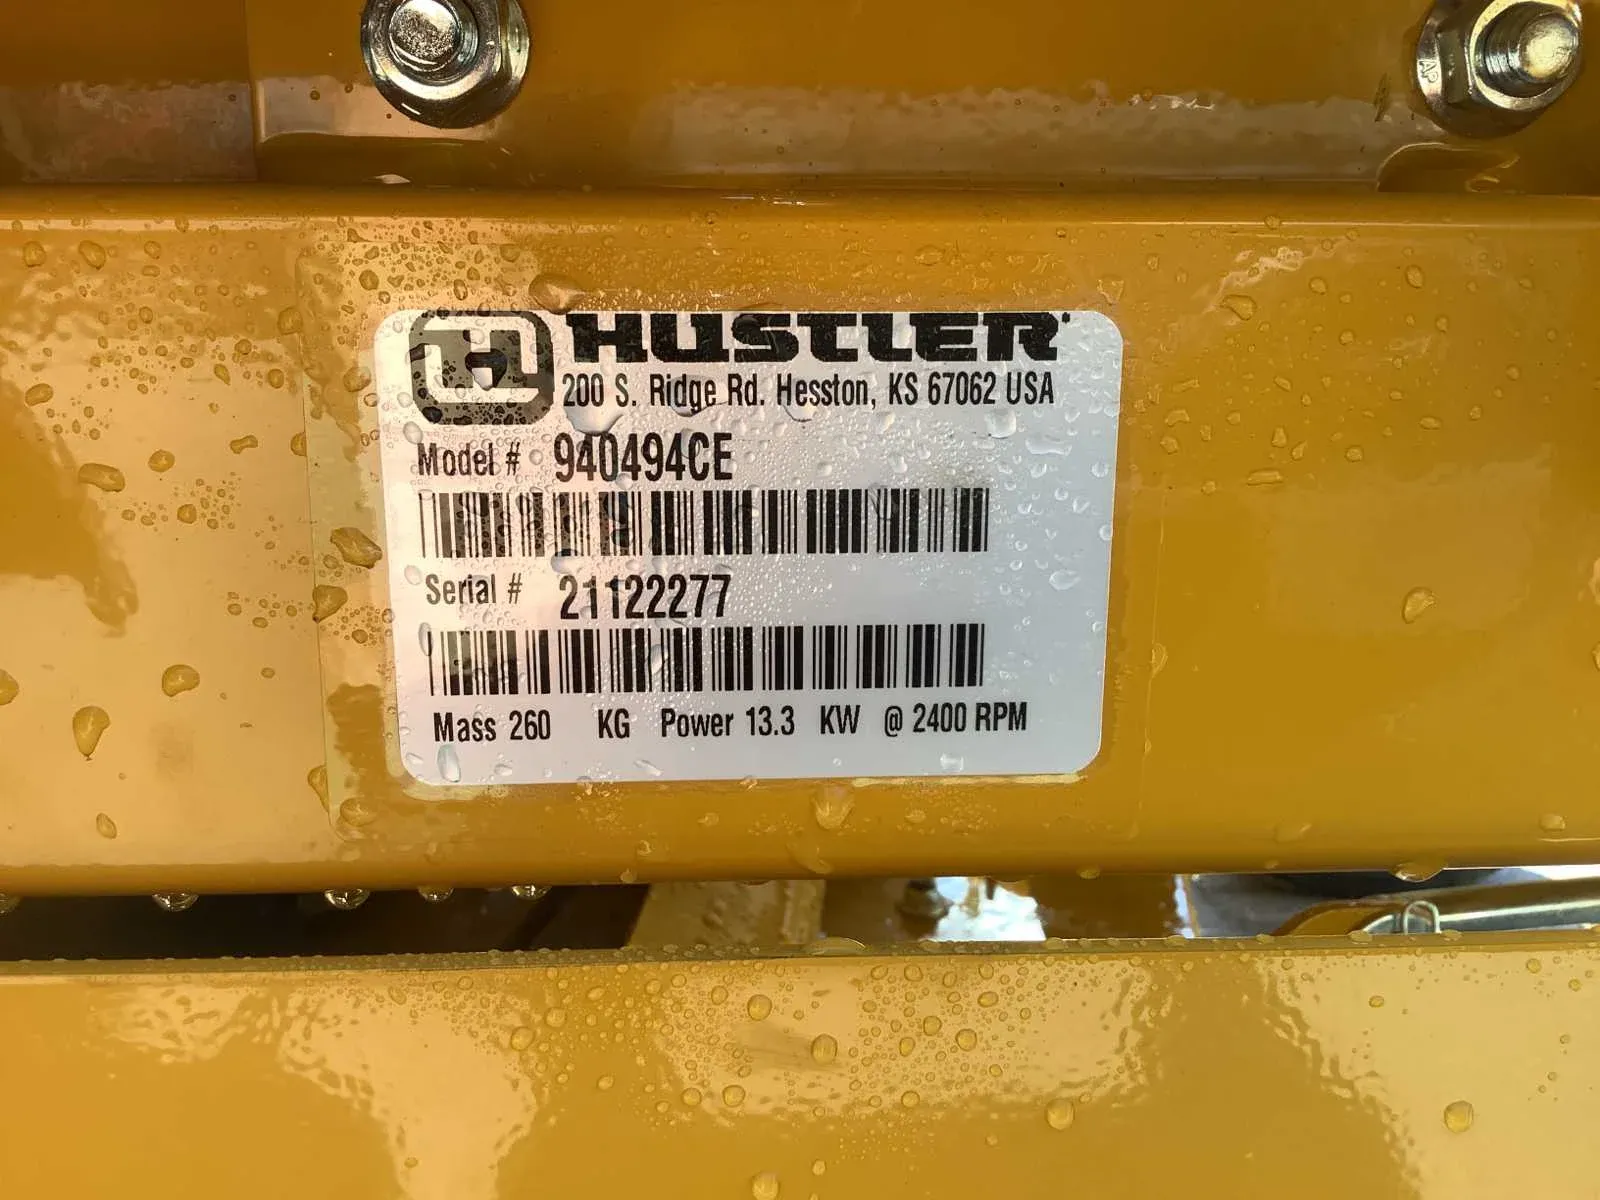 H HUSTLER
200 S. Ridge Rd. Hesston, KS 67062 USA
Model # 940494CE
Serial # 21122277
Mass 260 KG Power 13.3 KW @ 2400 RPM
AP